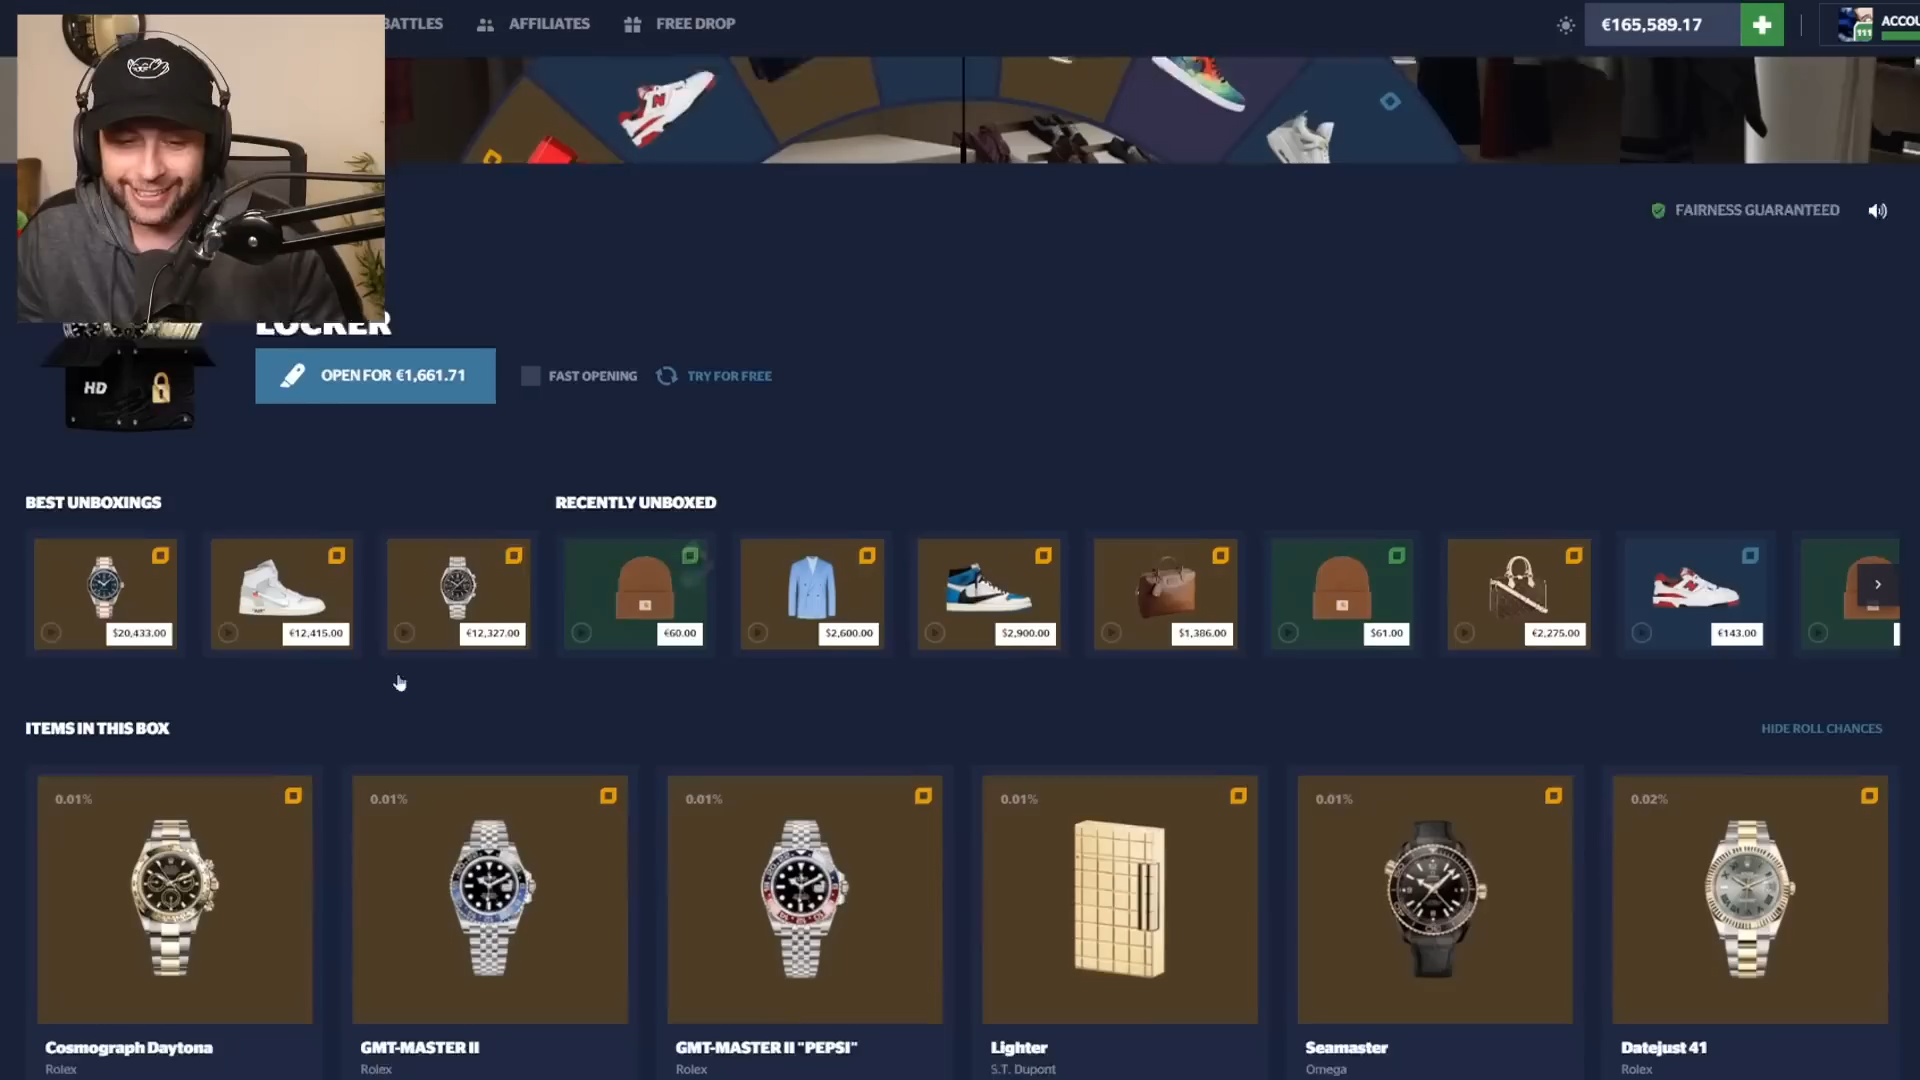 BATTLES
AFFILIATES
FREE DROP
€165,589.17
111
FAIRNESS GUARANTEED
LOCKER
HD
OPEN FOR €1,661.71
FAST OPENING
TRY FOR FREE
BEST UNBOXINGS
RECENTLY UNBOXED
$20,433.00
€12,415.00
€12,327.00
€60.00
$2,600.00
$2,900.00
$1,386.00
$61.00
€2,275.00
€143.00
ITEMS IN THIS BOX
HIDE ROLL CHANCES
0.01%
0.01%
0.01%
0.01%
0.01%
0.02%
Cosmograph Daytona
Rolex
GMT-MASTER II
Rolex
GMT-MASTER II "PEPSI"
Rolex
Lighter
S.T. Dupont
Seamaster
Omega
Datejust 41
Rolex